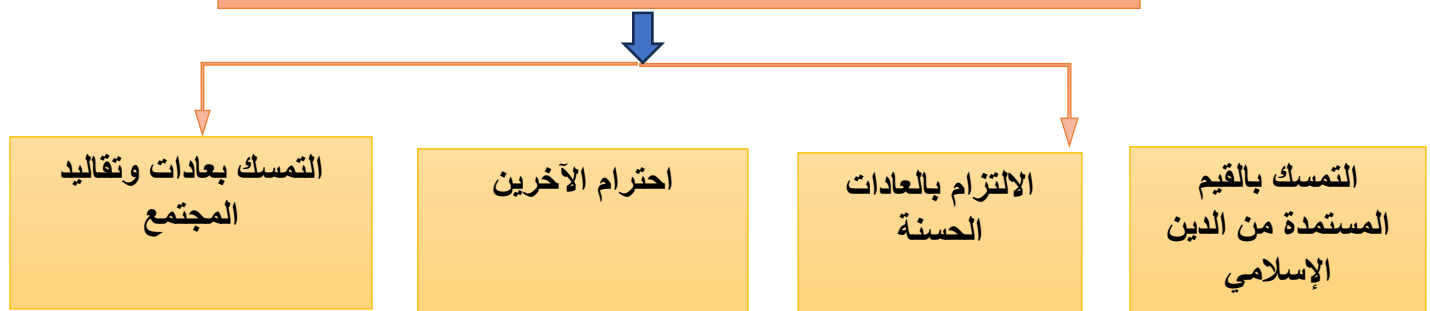 التمسك بالقيم
المستمدة من الدين
الإسلامي
الالتزام بالعادات
الحسنة
احترام الآخرين
التمسك بعادات وتقاليد
المجتمع